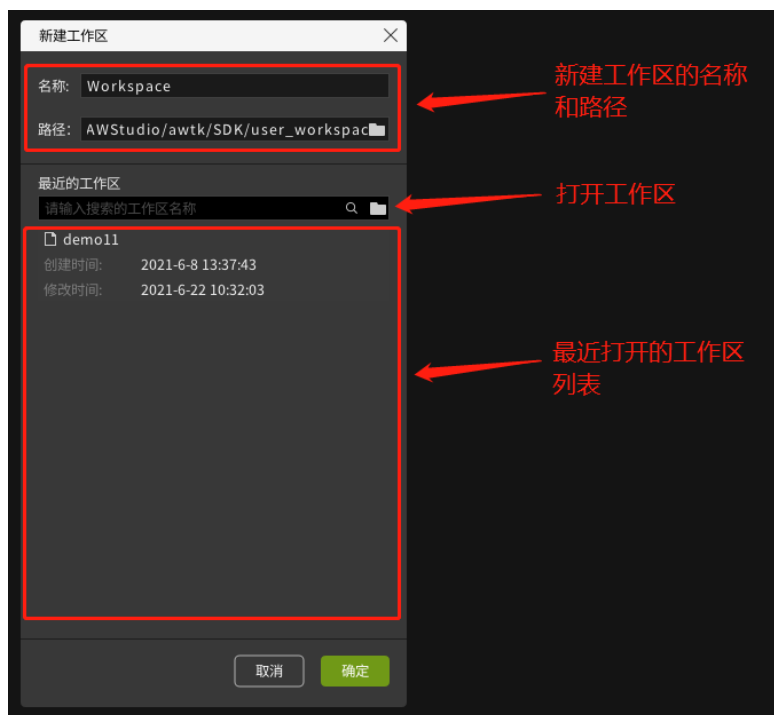 新建工作区
名称: Workspace
新建工作区的名称
和路径
路径: AWStudio/awtk/SDK/user_workspac
最近的工作区
请输入搜索的工作区名称
打开工作区
demo11
创建时间: 2021-6-8 13:37:43
修改时间: 2021-6-22 10:32:03
最近打开的工作区
列表
取消 确定